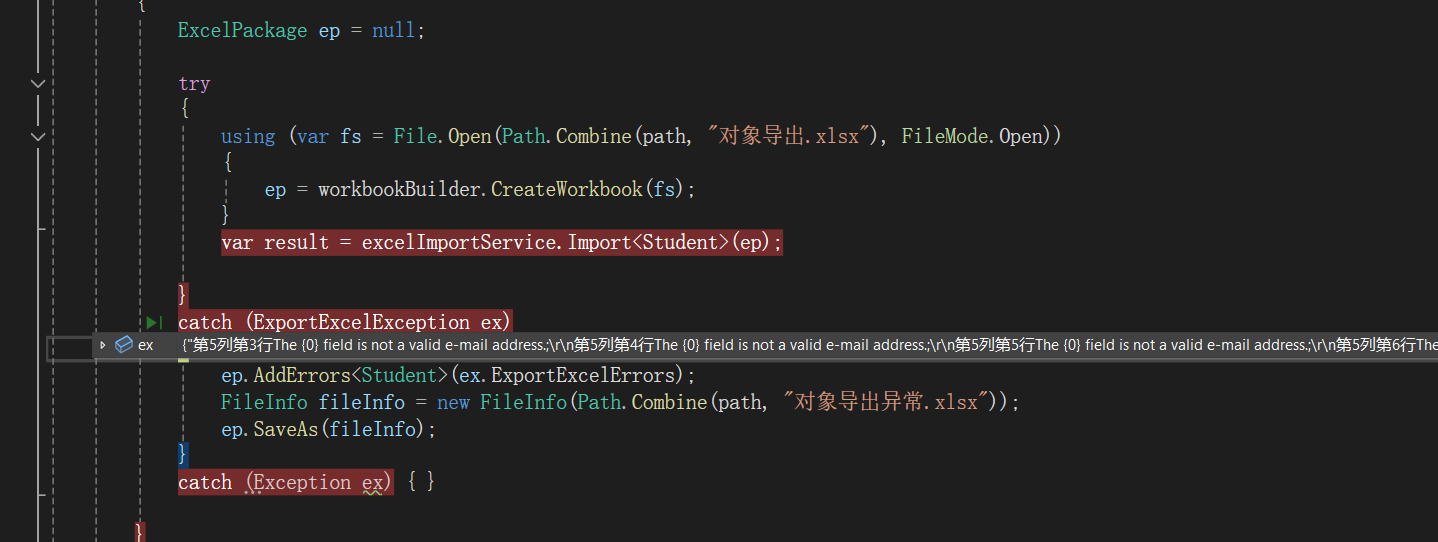 {
ExcelPackage ep = null;
try
{
using (var fs = File.Open(Path.Combine(path, "对象导出.xlsx"), FileMode.Open))
{
ep = workbookBuilder.CreateWorkbook(fs);
}
var result = excelImportService.Import<Student>(ep);
}
catch (ExportExcelException ex)
ex {"第5列第3行The {0} field is not a valid e-mail address.;\r\n第5列第4行The {0} field is not a valid e-mail address.;\r\n第5列第5行The {0} field is not a valid e-mail address.;\r\n第5列第6行The
ep.AddErrors<Student>(ex.ExportExcelErrors);
FileInfo fileInfo = new FileInfo(Path.Combine(path, "对象导出异常.xlsx"));
ep.SaveAs(fileInfo);
}
catch (Exception ex) { }
}